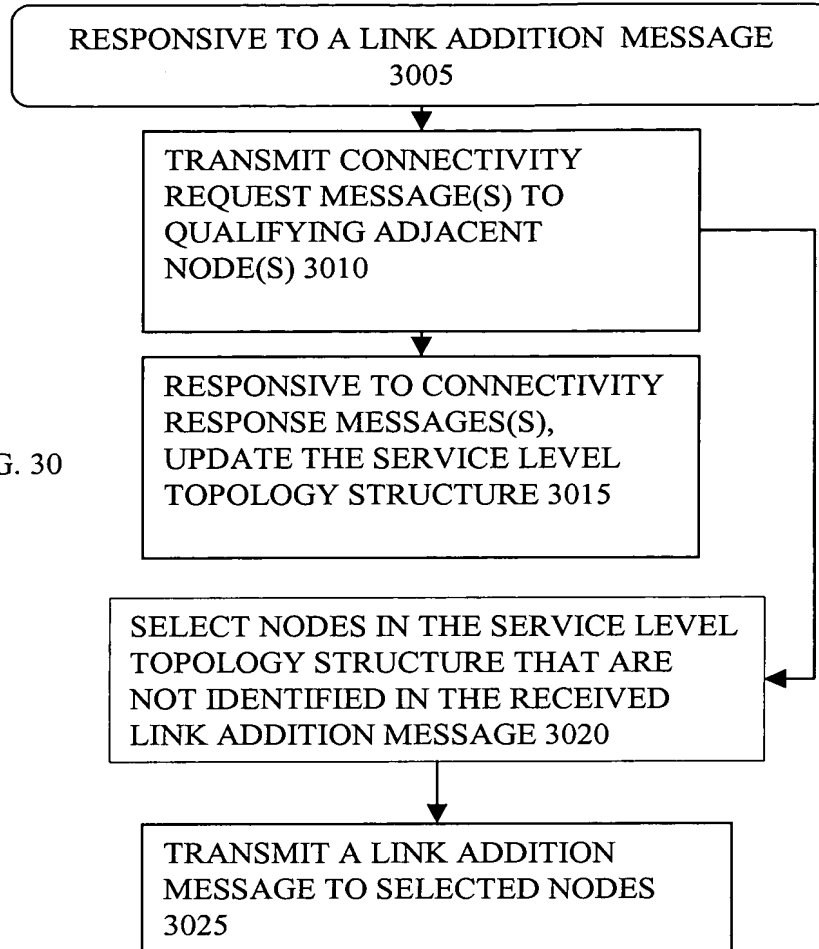 RESPONSIVE TO A LINK ADDITION MESSAGE
3005
TRANSMIT CONNECTIVITY
REQUEST MESSAGE(S) TO
QUALIFYING ADJACENT
NODE(S) 3010
RESPONSIVE TO CONNECTIVITY
RESPONSE MESSAGES(S),
UPDATE THE SERVICE LEVEL
TOPOLOGY STRUCTURE 3015
G. 30
SELECT NODES IN THE SERVICE LEVEL
TOPOLOGY STRUCTURE THAT ARE
NOT IDENTIFIED IN THE RECEIVED
LINK ADDITION MESSAGE 3020
TRANSMIT A LINK ADDITION
MESSAGE TO SELECTED NODES
3025